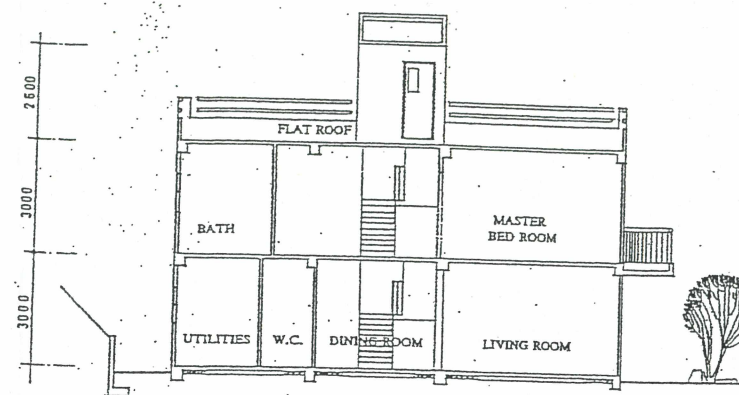 2600
FLAT ROOF
3000
BATH
MASTER
BED ROOM
3000
UTILITIES
W.C.
DINING ROOM
LIVING ROOM